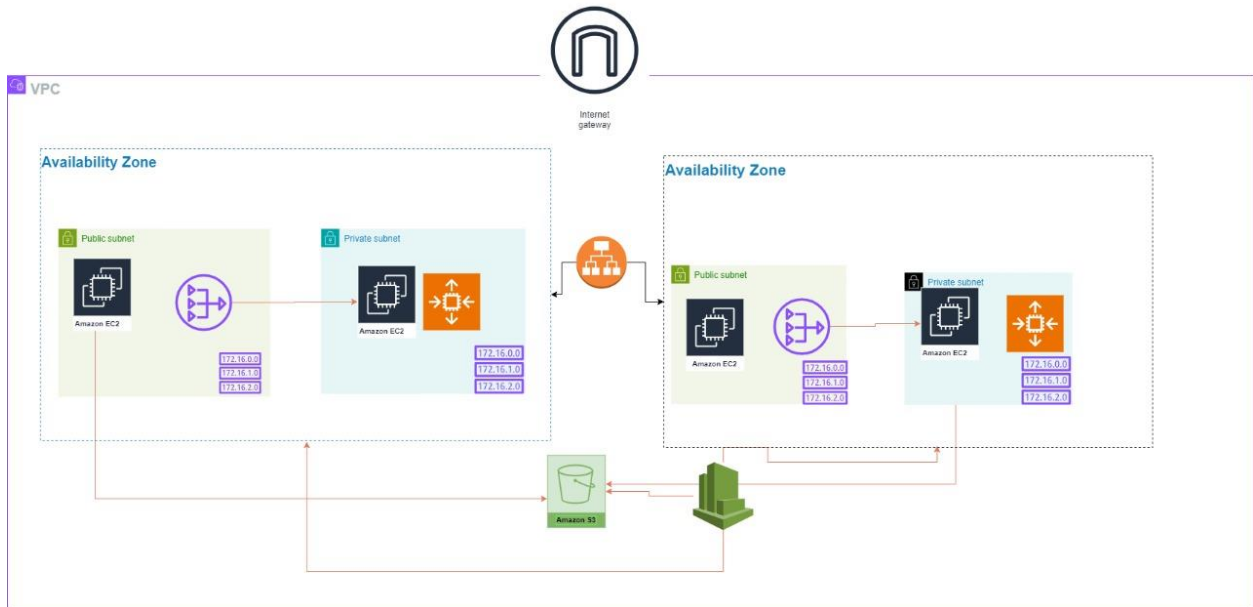 VPC
Internet
gateway
Availability Zone
Public subnet
Amazon EC2
172.16.0.0
172.16.1.0
172.16.2.0
Private subnet
Amazon EC2
172.16.0.0
172.16.1.0
172.16.2.0
Availability Zone
Public subnet
Amazon EC2
172.16.0.0
172.16.1.0
172.16.2.0
Private subnet
Amazon EC2
172.16.0.0
172.16.1.0
172.16.2.0
Amazon S3